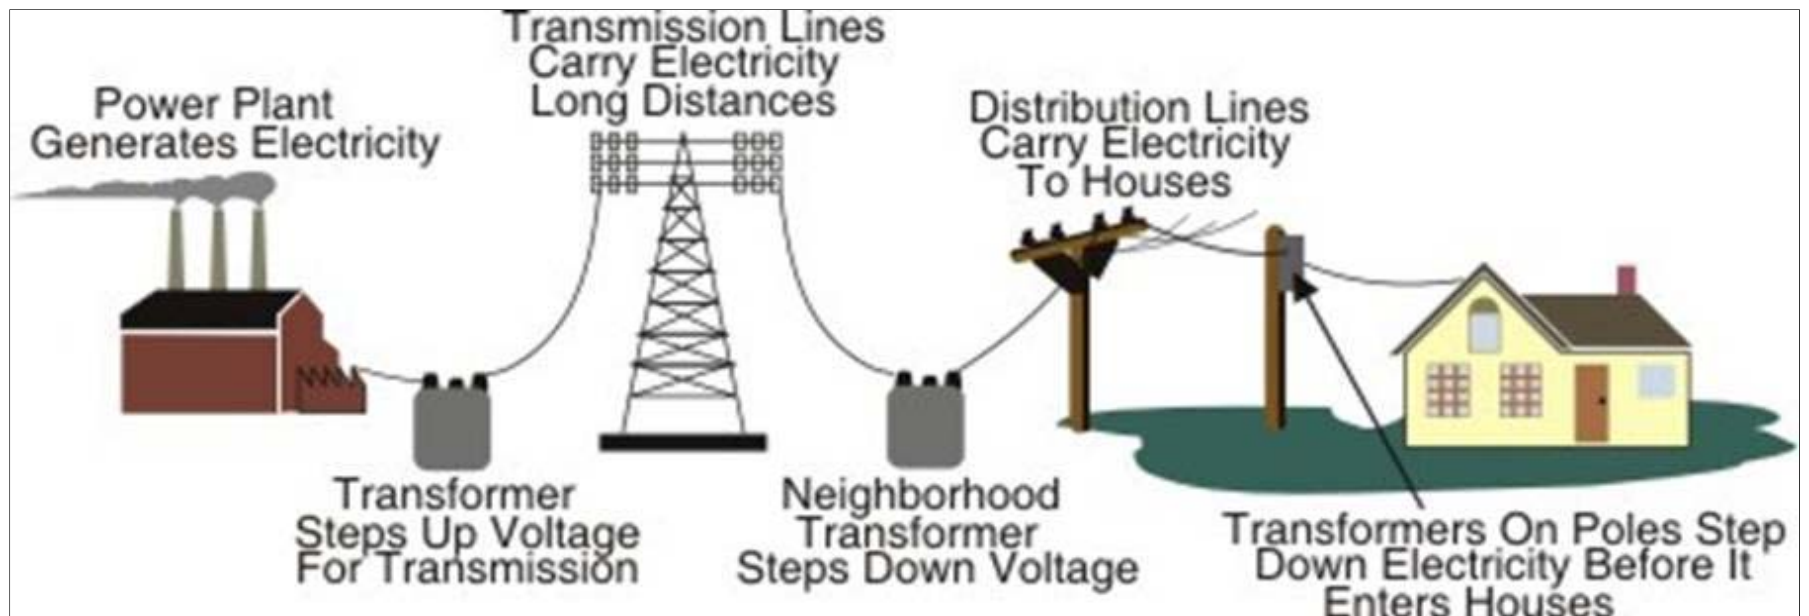 Power Plant
Generates Electricity
Transmission Lines
Carry Electricity
Long Distances
Distribution Lines
Carry Electricity
To Houses
Transformer
Steps Up Voltage
For Transmission
Neighborhood
Transformer
Steps Down Voltage
Transformers On Poles Step
Down Electricity Before It
Enters Houses